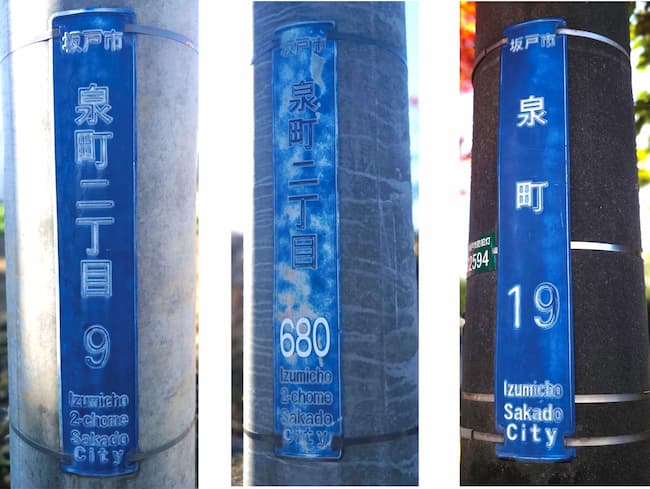 坂戸市
泉町二丁目
9
Izumicho
2-chome
Sakado
City
坂戸市
泉町二丁目
680
Izumicho
2-chome
Sakado
City
坂戸市
泉町
19
Izumicho
Sakado
City
2594